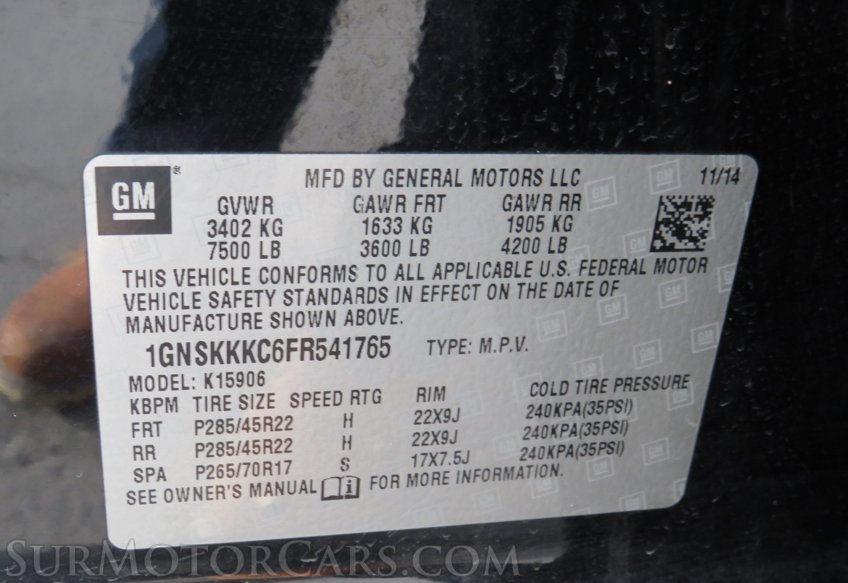 GM ®
MFD BY GENERAL MOTORS LLC 11/14
GVWR GAWR FRT GAWR RR
3402 KG 1633 KG 1905 KG
7500 LB 3600 LB 4200 LB
THIS VEHICLE CONFORMS TO ALL APPLICABLE U.S. FEDERAL MOTOR
VEHICLE SAFETY STANDARDS IN EFFECT ON THE DATE OF
MANUFACTURE SHOWN ABOVE.
1GNSKKKC6FR541765 TYPE: M.P.V.
MODEL: K15906
KBPM TIRE SIZE SPEED RTG RIM COLD TIRE PRESSURE
FRT P285/45R22 H 22X9J 240KPA(35PSI)
RR P285/45R22 H 22X9J 240KPA(35PSI)
SPA P265/70R17 S 17X7.5J 240KPA(35PSI)
SEE OWNER'S MANUAL i FOR MORE INFORMATION.
SurMotorCars.com